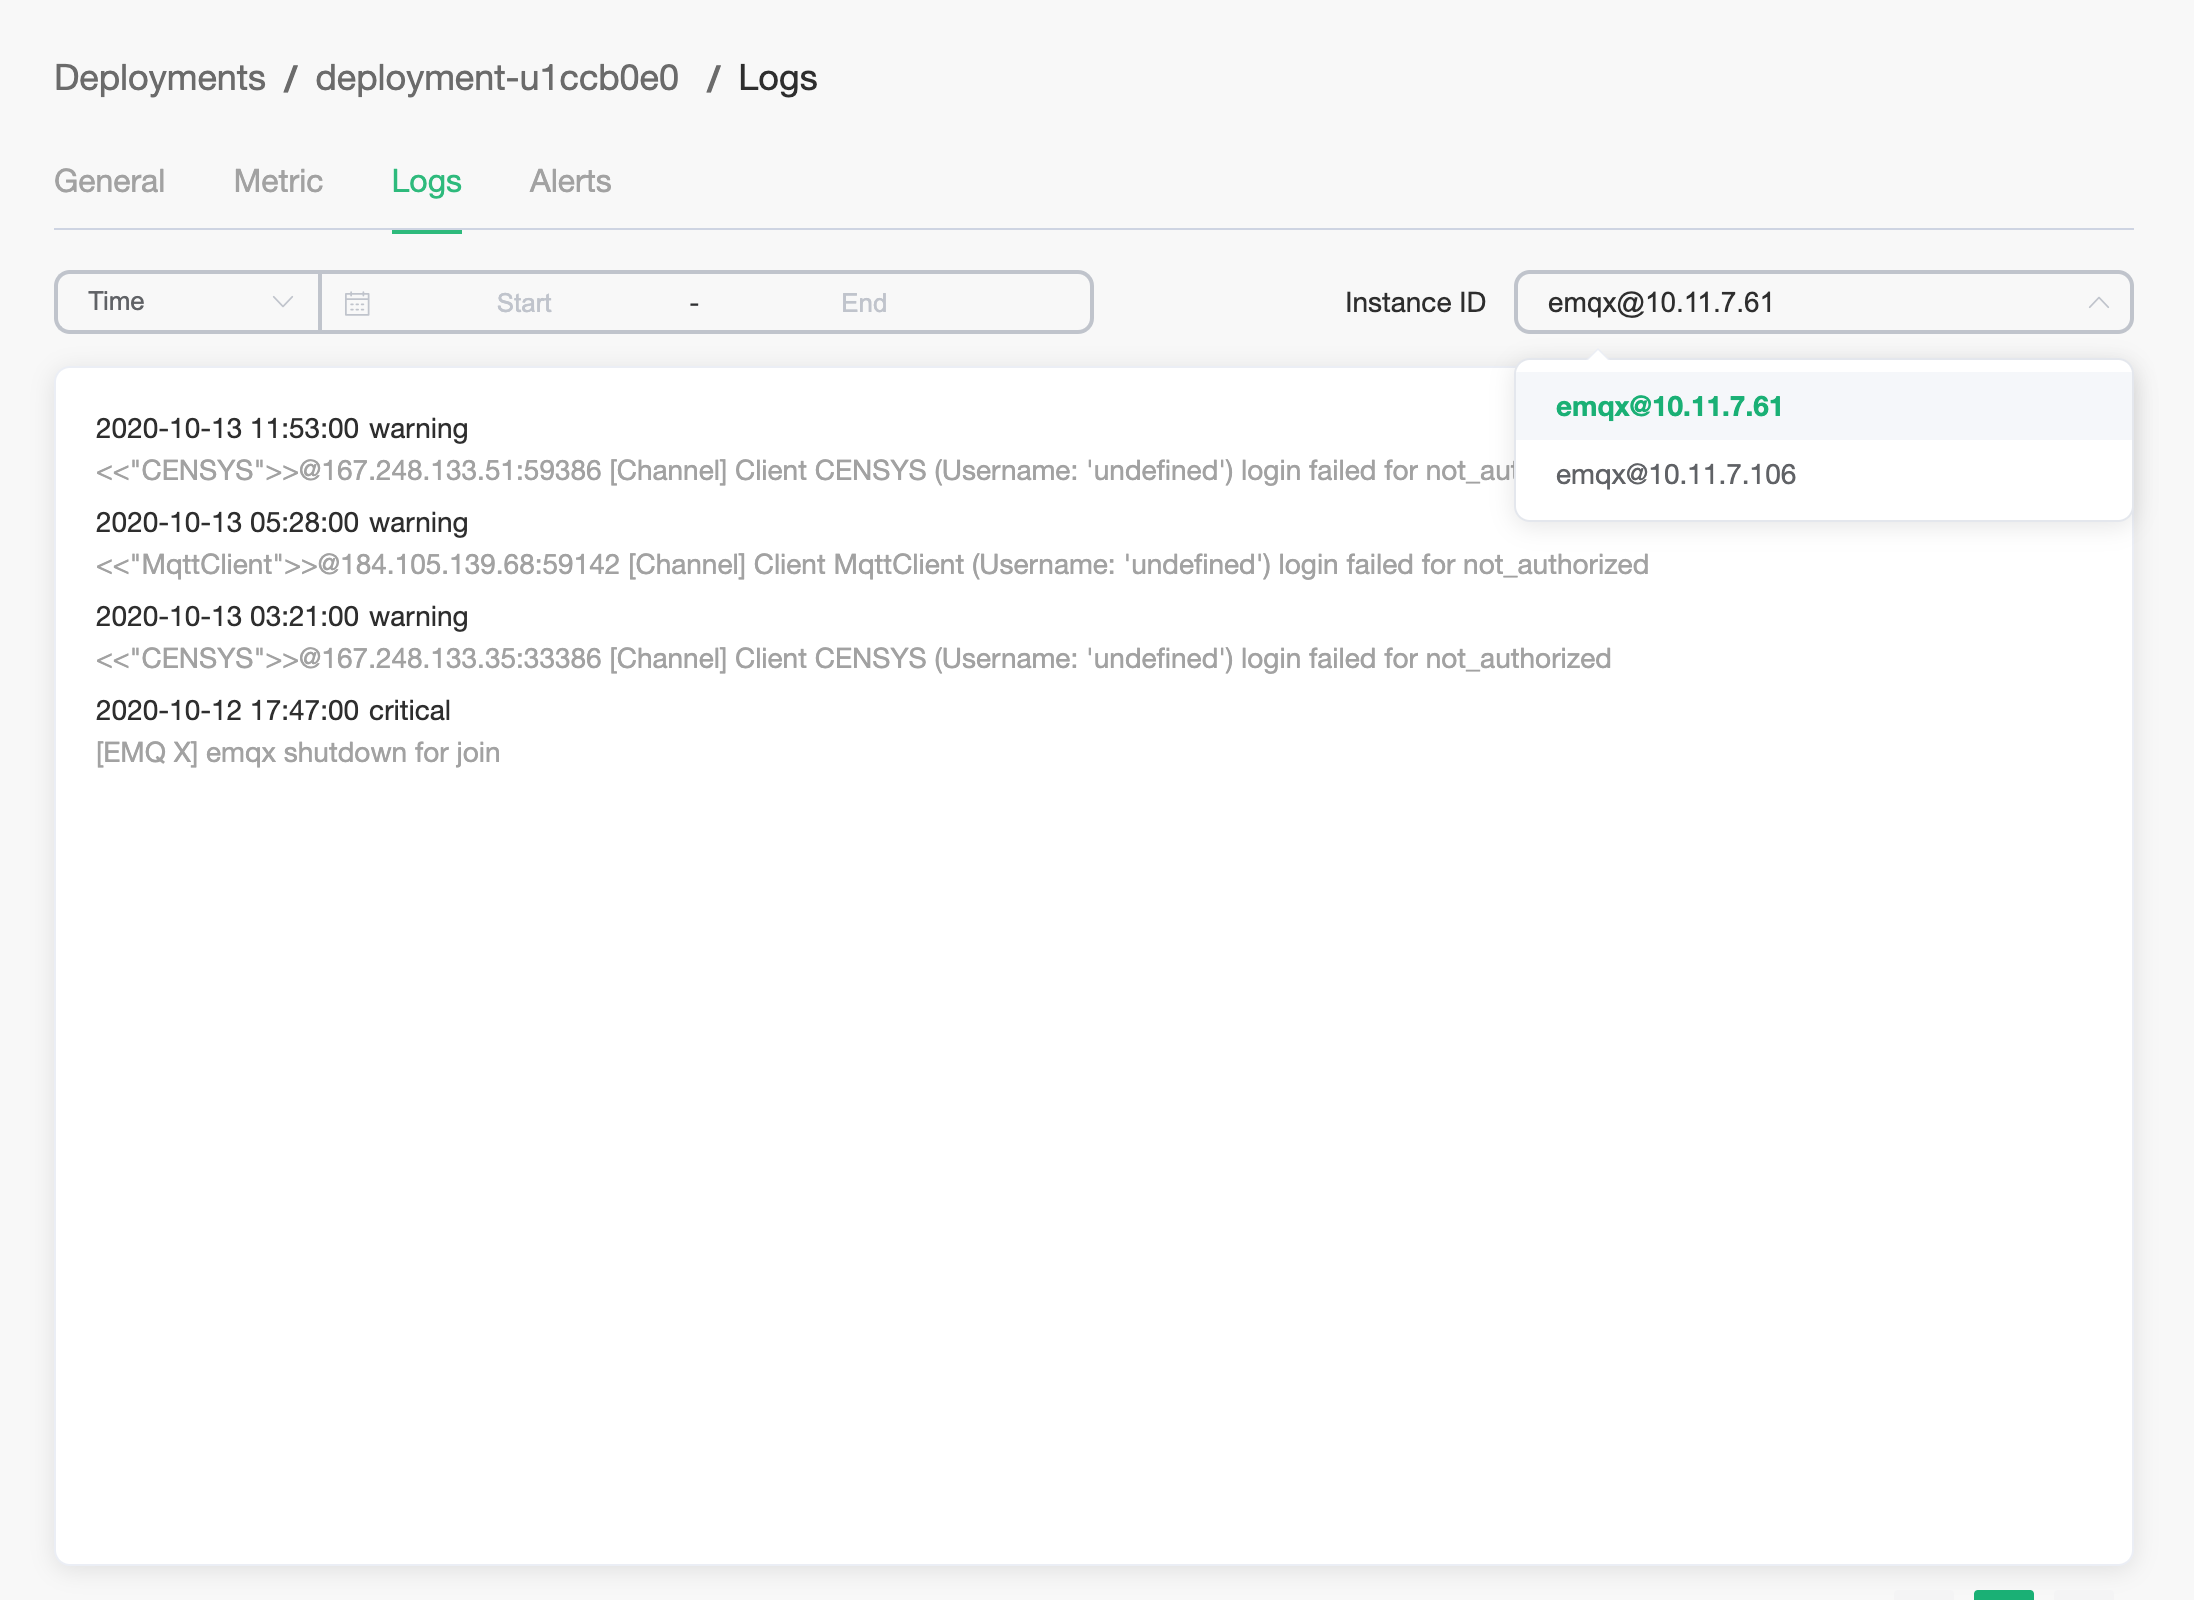 Deployments / deployment-u1ccb0e0 / Logs
General Metric Logs Alerts
Time Start - End Instance ID emqx@10.11.7.61
emqx@10.11.7.61
emqx@10.11.7.106
2020-10-13 11:53:00 warning
<<"CENSYS">>@167.248.133.51:59386 [Channel] Client CENSYS (Username: 'undefined') login failed for
2020-10-13 05:28:00 warning
<<"MqttClient">>@184.105.139.68:59142 [Channel] Client MqttClient (Username: 'undefined') login failed for not_authorized
2020-10-13 03:21:00 warning
<<"CENSYS">>@167.248.133.35:33386 [Channel] Client CENSYS (Username: 'undefined') login failed for not_authorized
2020-10-12 17:47:00 critical
[EMQ X] emqx shutdown for join